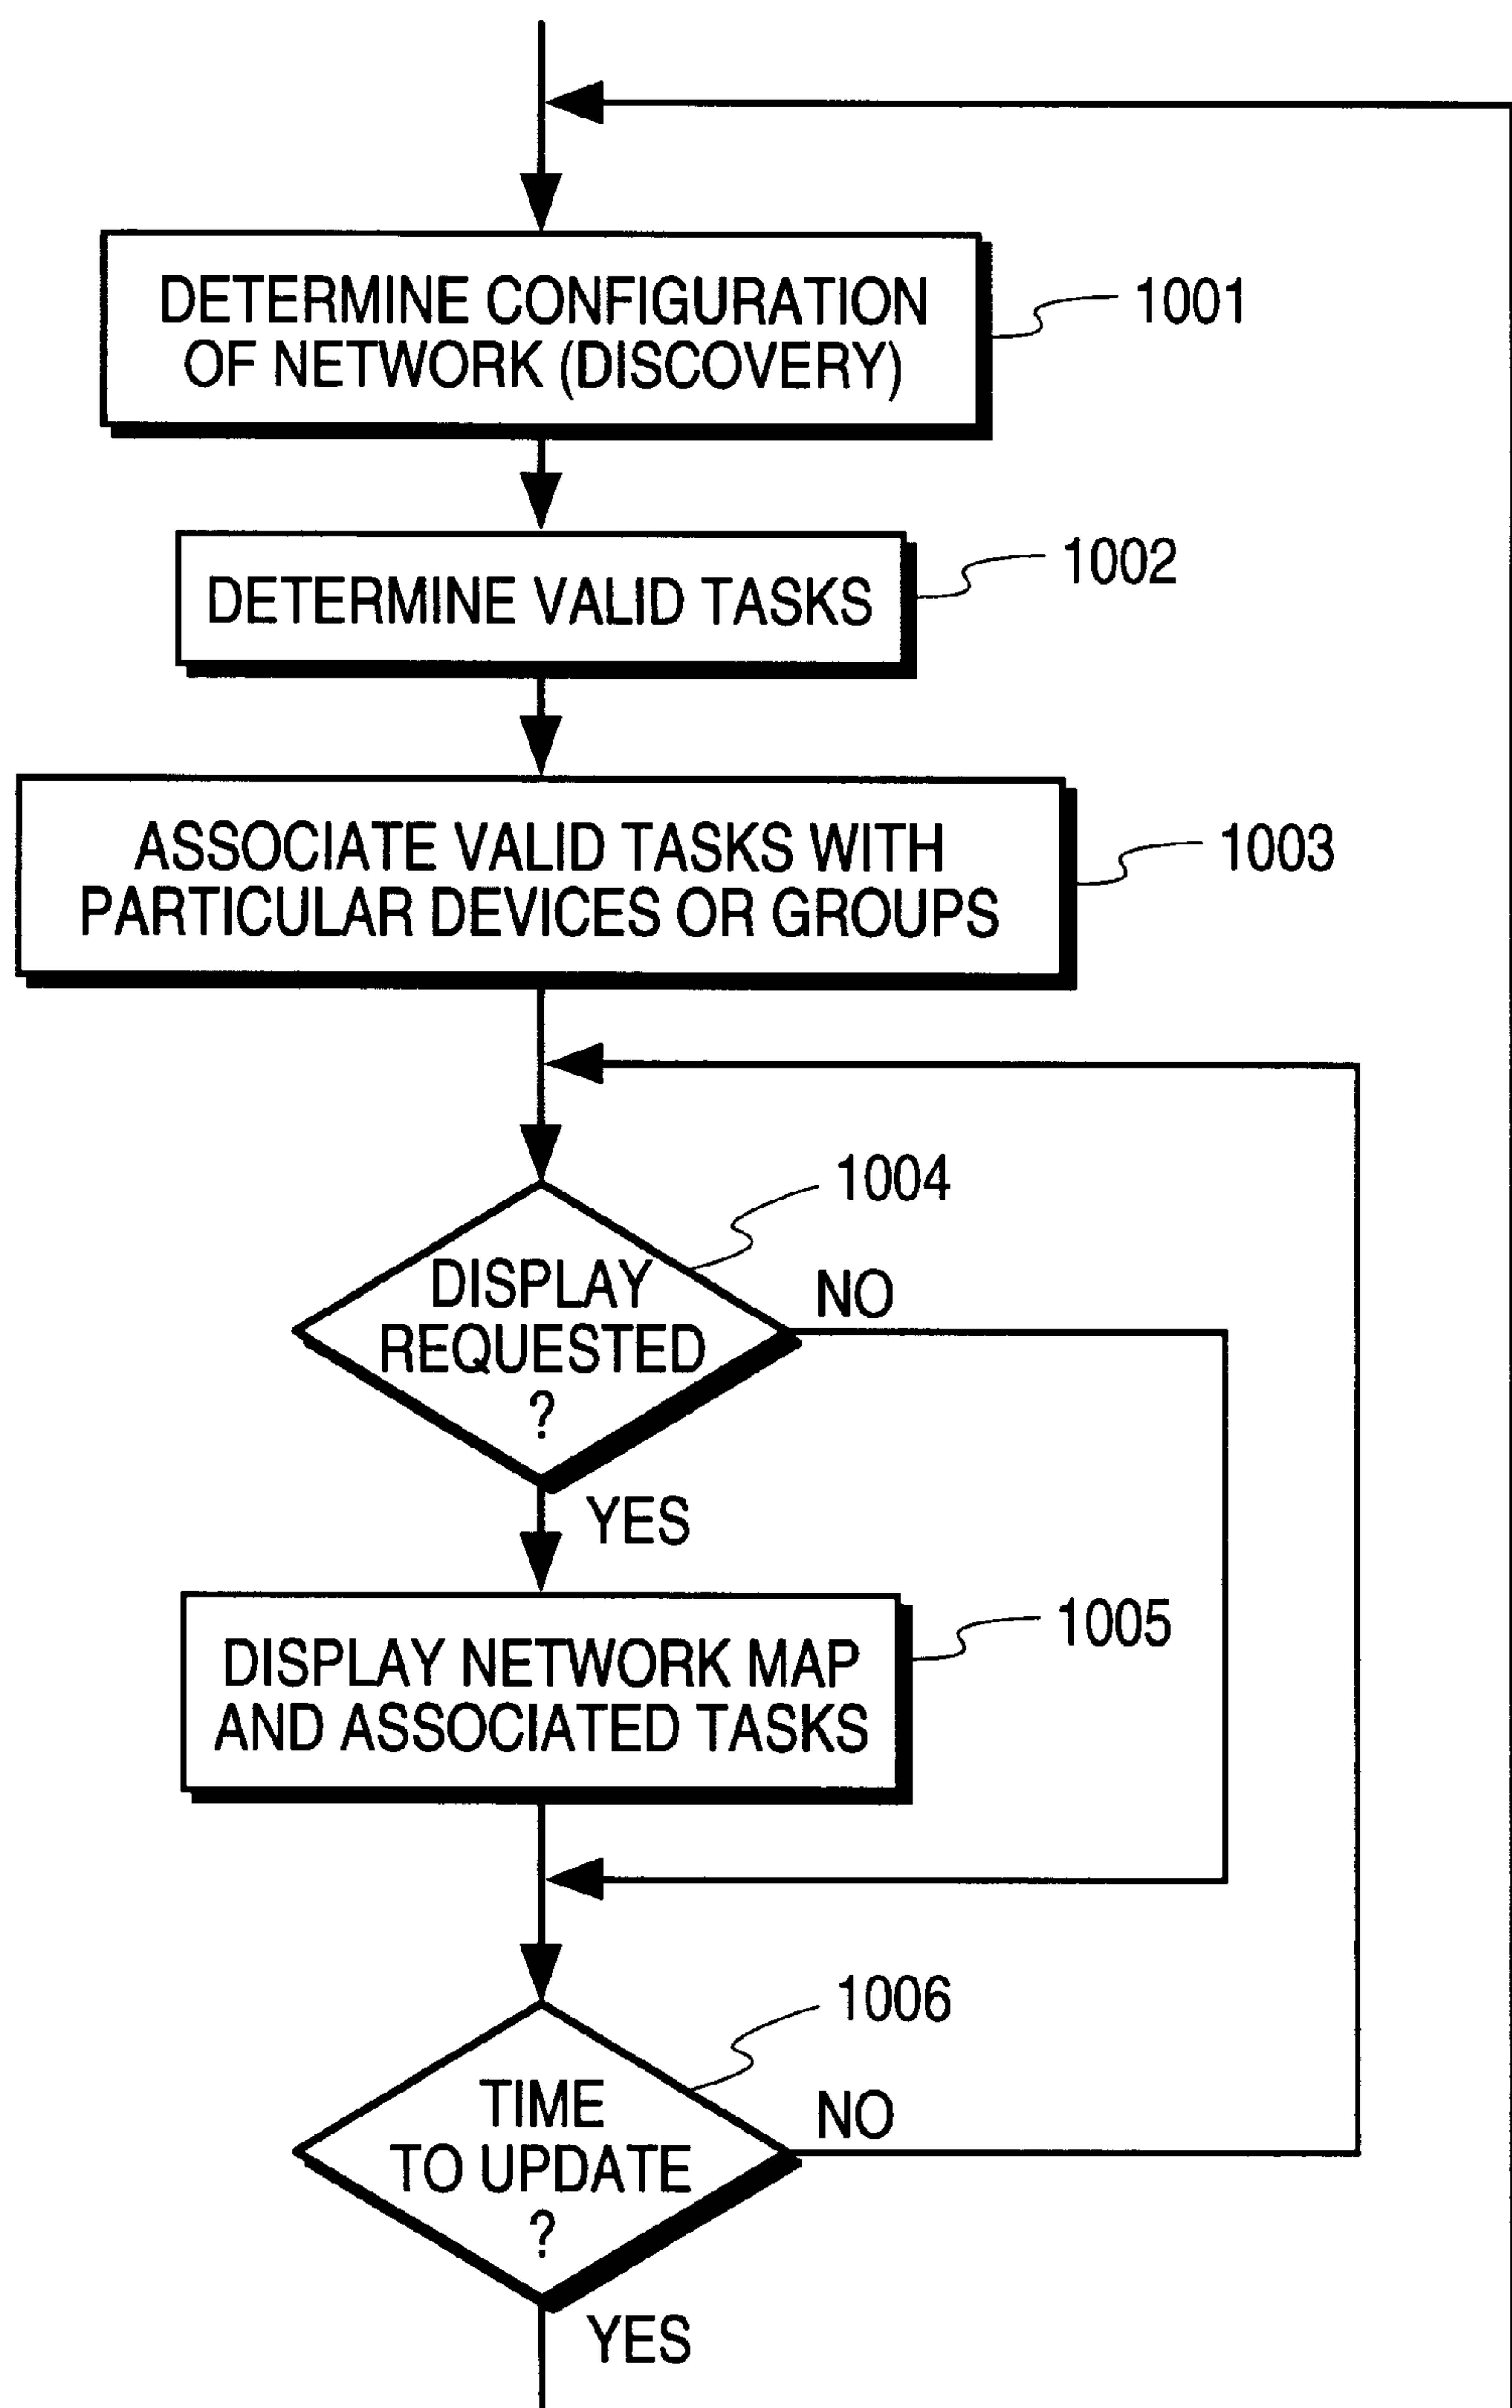 DETERMINE CONFIGURATION
OF NETWORK (DISCOVERY)
1001
DETERMINE VALID TASKS
1002
ASSOCIATE VALID TASKS WITH
PARTICULAR DEVICES OR GROUPS
1003
1004
DISPLAY
REQUESTED
?
NO
YES
DISPLAY NETWORK MAP
AND ASSOCIATED TASKS
1005
1006
TIME
TO UPDATE
?
NO
YES